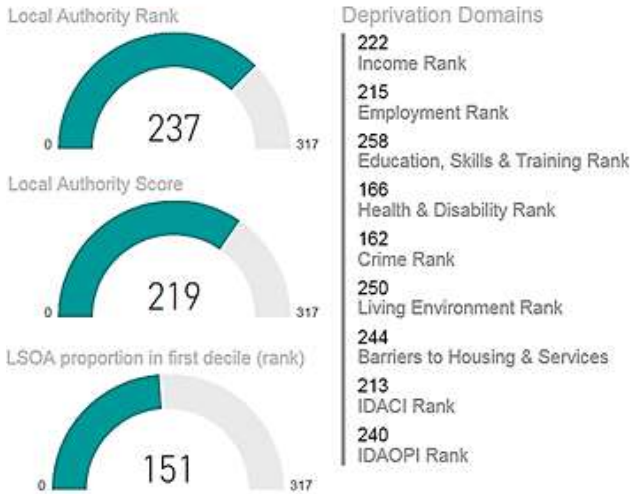 Local Authority Rank
237
0
317
Local Authority Score
219
0
317
LSOA proportion in first decile (rank)
151
0
317
Deprivation Domains
222
Income Rank
215
Employment Rank
258
Education, Skills & Training Rank
166
Health & Disability Rank
162
Crime Rank
250
Living Environment Rank
244
Barriers to Housing & Services
213
IDACI Rank
240
IDAOPI Rank